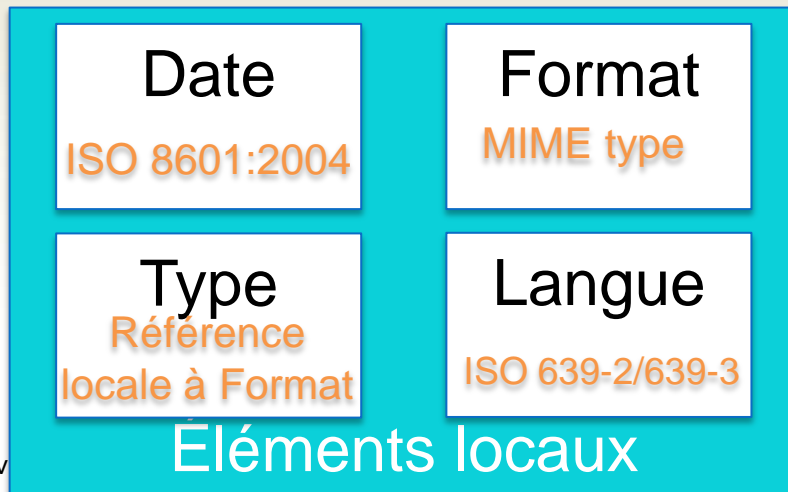 Date
ISO 8601:2004
Format
MIME type
Type
Référence
locale à Format
Langue
ISO 639-2/639-3
Éléments locaux
v